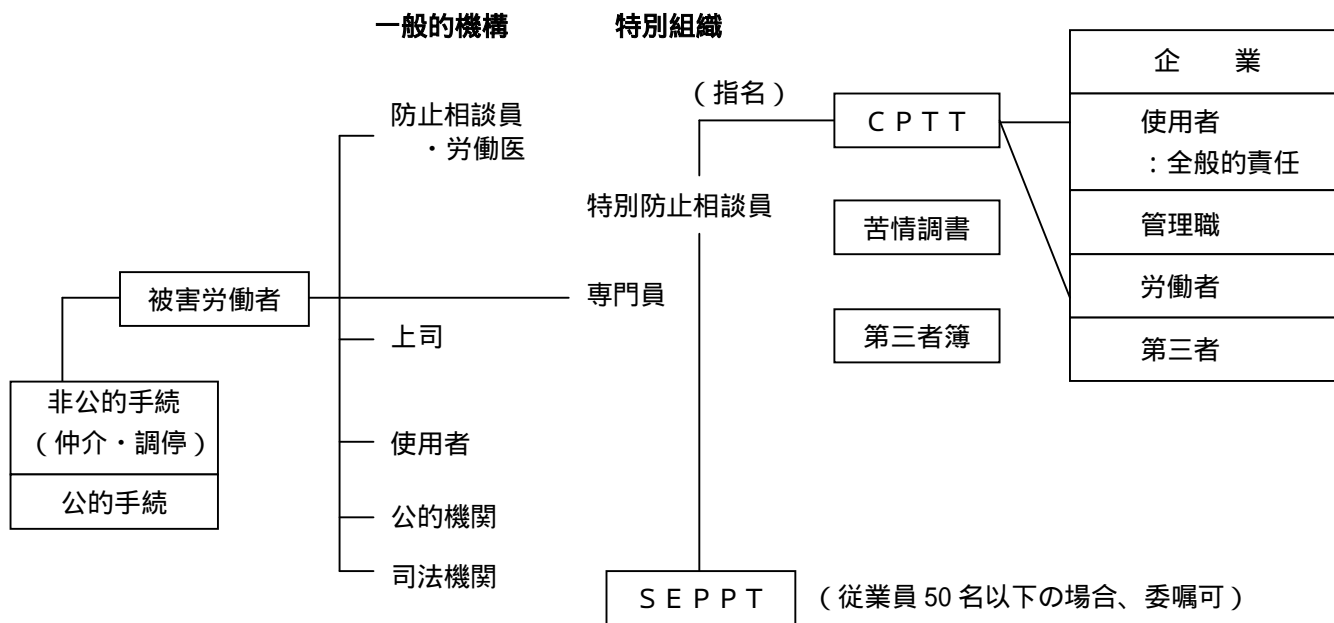 一般的機構
特別組織
防止相談員
・労働医
上司
使用者
公的機関
司法機関
被害労働者
非公的手続
（仲介・調停）
公的手続
（指名）
特別防止相談員
専門員
ＣＰＴＴ
苦情調書
第三者簿
ＳＥＰＰＴ
（従業員 50 名以下の場合、委嘱可）
企　業
使用者
：全般的責任
管理職
労働者
第三者